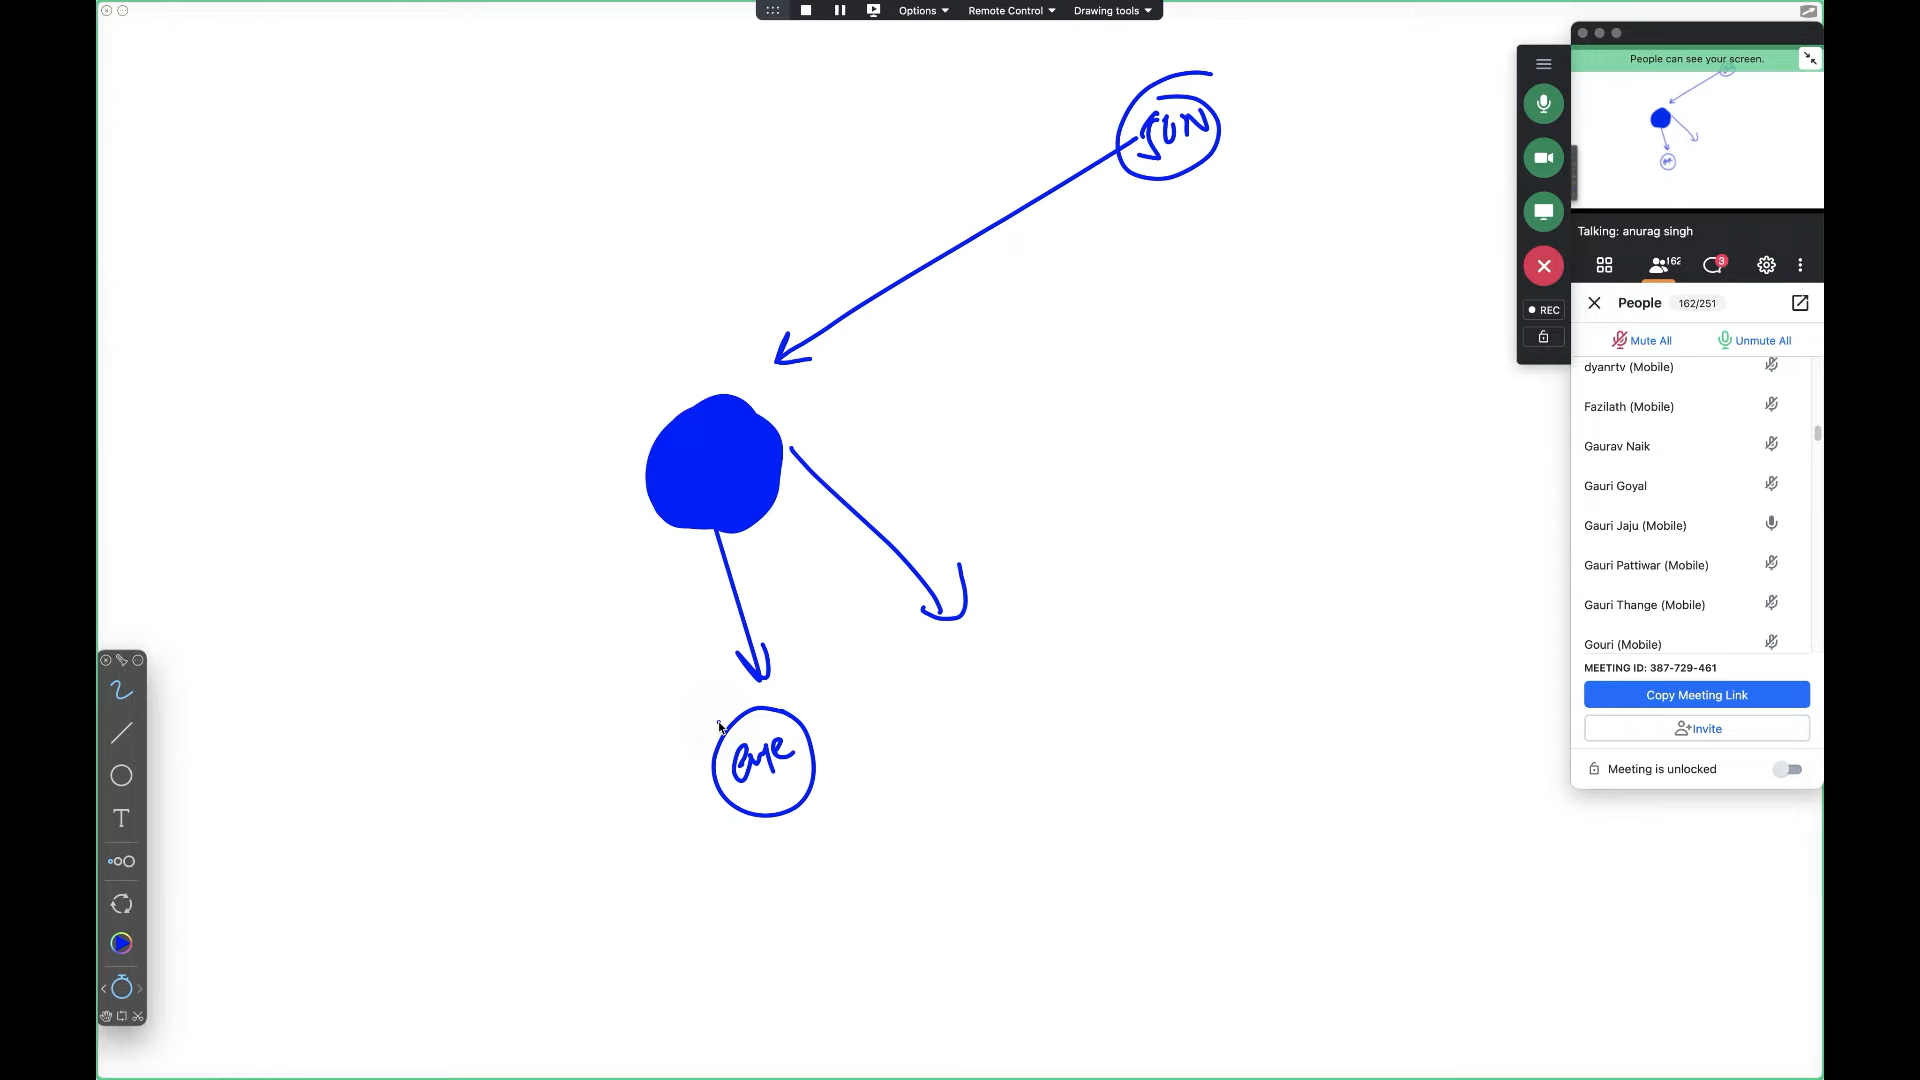 Options
Remote Control
Drawing tools
SUN
eye
People can see your screen.
Talking: anurag singh
162
3
REC
People 162/251
Mute All Unmute All
dyanrtv (Mobile)
Fazilath (Mobile)
Gaurav Naik
Gauri Goyal
Gauri Jaju (Mobile)
Gauri Pattiwar (Mobile)
Gauri Thange (Mobile)
Gouri (Mobile)
MEETING ID: 387-729-461
Copy Meeting Link
Invite
Meeting is unlocked
T